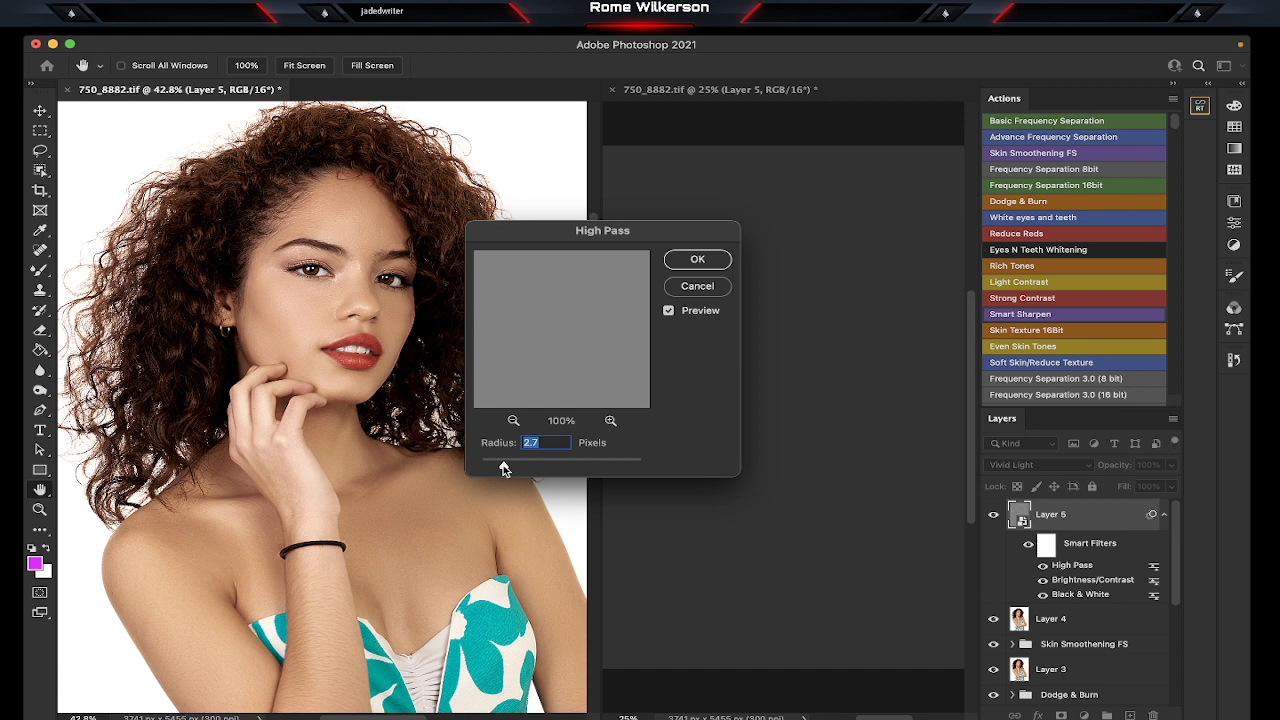 jadedwriter
Rome Wilkerson
Adobe Photoshop 2021
Scroll All Windows
100%
Fit Screen
Fill Screen
750_8882.tif @ 42.8% (Layer 5, RGB/16*) *
750_8882.tif @ 25% (Layer 5, RGB/16*) *
High Pass
OK
Cancel
Preview
100%
Radius: 2.7 Pixels
42.8%
3741 px x 5455 px (300 ppi)
25%
3741 px x 5455 px (300 ppi)
Actions
Basic Frequency Separation
Advance Frequency Separation
Skin Smoothening FS
Frequency Separation 8bit
Frequency Separation 16bit
Dodge & Burn
White eyes and teeth
Reduce Reds
Eyes N Teeth Whitening
Rich Tones
Light Contrast
Strong Contrast
Smart Sharpen
Skin Texture 16Bit
Even Skin Tones
Soft Skin/Reduce Texture
Frequency Separation 3.0 (8 bit)
Frequency Separation 3.0 (16 bit)
RT
Layers
Kind
Vivid Light
Opacity: 100%
Lock:
Fill: 100%
Layer 5
Smart Filters
High Pass
Brightness/Contrast
Black & White
Layer 4
Skin Smoothening FS
Layer 3
Dodge & Burn
fx